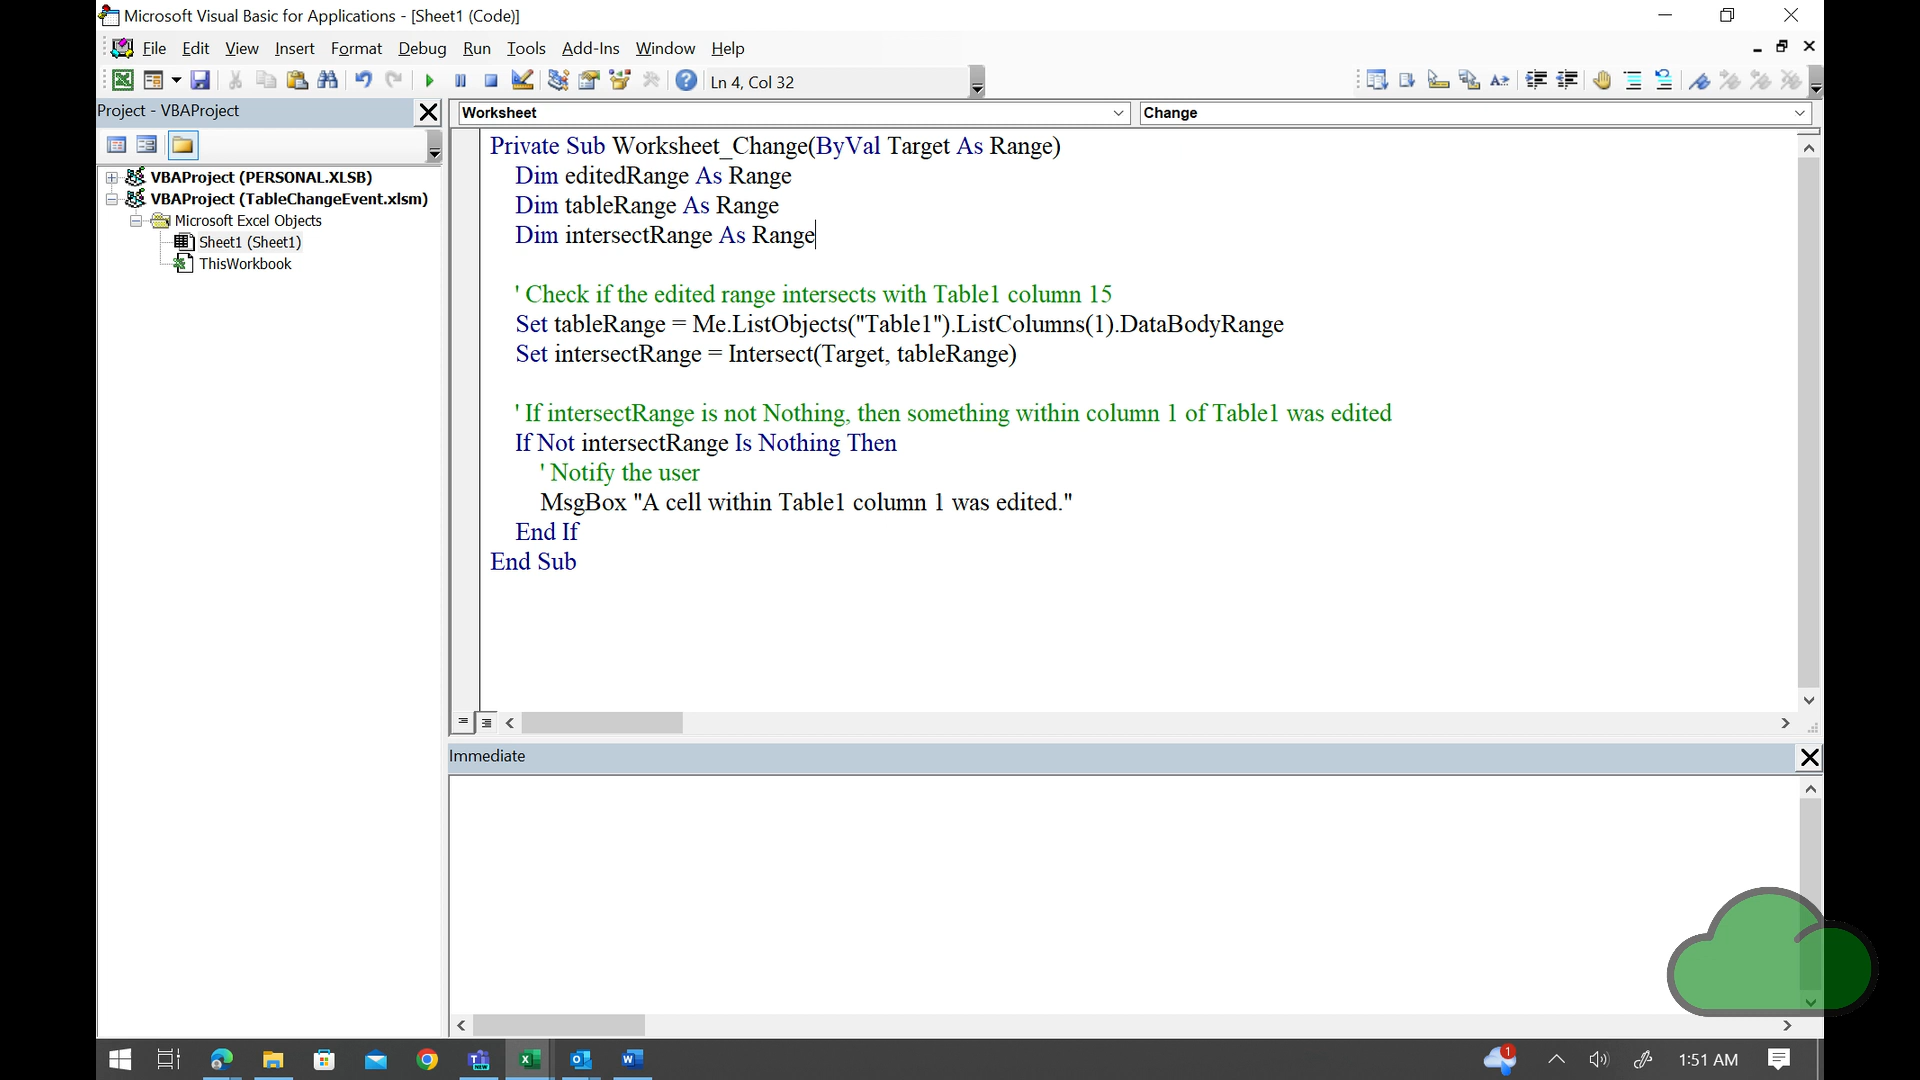 Microsoft Visual Basic for Applications - [Sheet1 (Code)]
File Edit View Insert Format Debug Run Tools Add-Ins Window Help
Ln 4, Col 32
Project - VBAProject
VBAProject (PERSONAL.XLSB)
VBAProject (TableChangeEvent.xlsm)
Microsoft Excel Objects
Sheet1 (Sheet1)
ThisWorkbook
Worksheet
Change
Private Sub Worksheet_Change(ByVal Target As Range)
Dim editedRange As Range
Dim tableRange As Range
Dim intersectRange As Range
' Check if the edited range intersects with Table1 column 15
Set tableRange = Me.ListObjects("Table1").ListColumns(1).DataBodyRange
Set intersectRange = Intersect(Target, tableRange)
' If intersectRange is not Nothing, then something within column 1 of Table1 was edited
If Not intersectRange Is Nothing Then
' Notify the user
MsgBox "A cell within Table1 column 1 was edited."
End If
End Sub
Immediate
1
1:51 AM